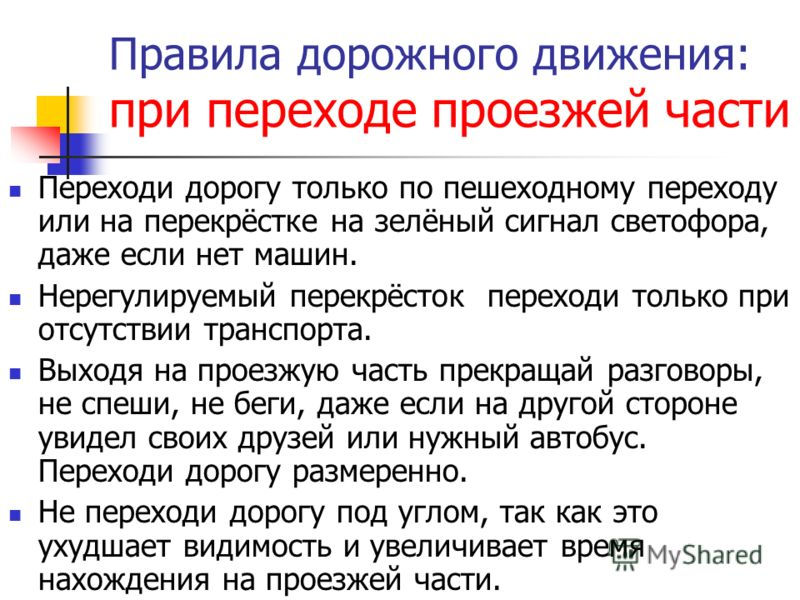 Правила дорожного движения:
при переходе проезжей части
Переходи дорогу только по пешеходному переходу
или на перекрёстке на зелёный сигнал светофора,
даже если нет машин.
Нерегулируемый перекрёсток переходи только при
отсутствии транспорта.
Выходя на проезжую часть прекращай разговоры,
не спеши, не беги, даже если на другой стороне
увидел своих друзей или нужный автобус.
Переходи дорогу размеренно.
Не переходи дорогу под углом, так как это
ухудшает видимость и увеличивает время
нахождения на проезжей части.
MyShared